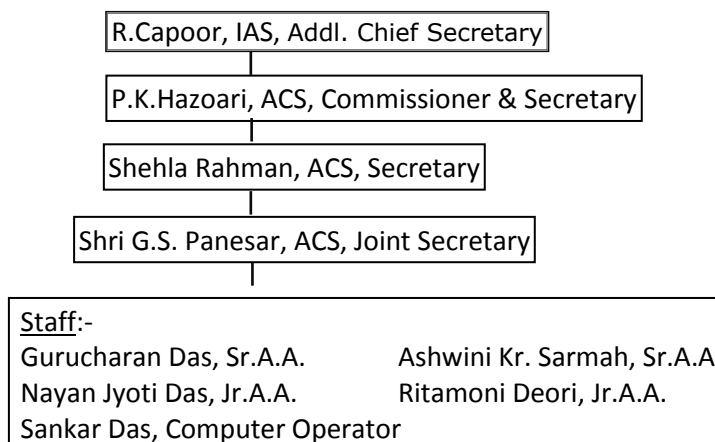 R.Capoor, IAS, Addl. Chief Secretary
P.K.Hazoari, ACS, Commissioner & Secretary
Shehla Rahman, ACS, Secretary
Shri G.S. Panesar, ACS, Joint Secretary
Staff:-
Gurucharan Das, Sr.A.A. Ashwini Kr. Sarmah, Sr.A.A
Nayan Jyoti Das, Jr.A.A. Ritamoni Deori, Jr.A.A.
Sankar Das, Computer Operator